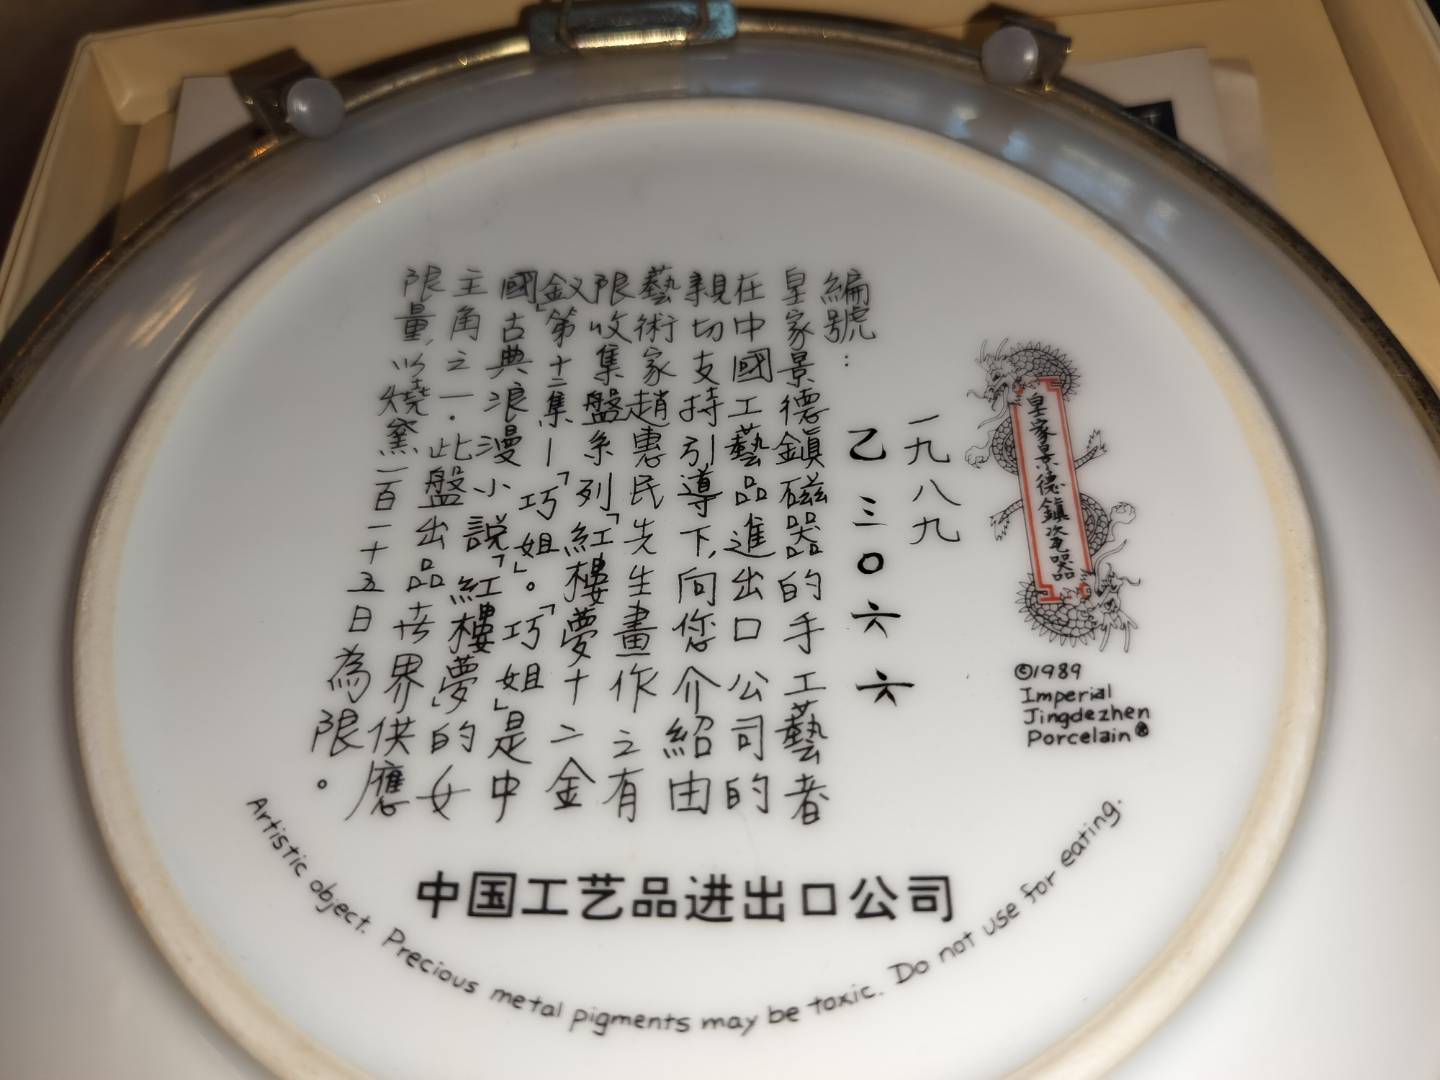 皇家景德鎮瓷器
©1989
Imperial
Jingdezhen
Porcelain®
一九八九
編號：
乙三〇六六
皇家景德鎮磁器的手工藝者
在中國工藝品進出口公司的
親切支持引導下，向您介紹由
藝術家趙惠民先生畫作之有
限收集盤系列「紅樓夢十二金
釵」第十二集—「巧姐」。「巧姐」是中
國古典浪漫小説「紅樓夢」的女
主角之一．此盤出品世界供應
限量，以燒窯一百一十五日為限。
中国工艺品进出口公司
Artistic object. Precious metal pigments may be toxic. Do not use for eating.